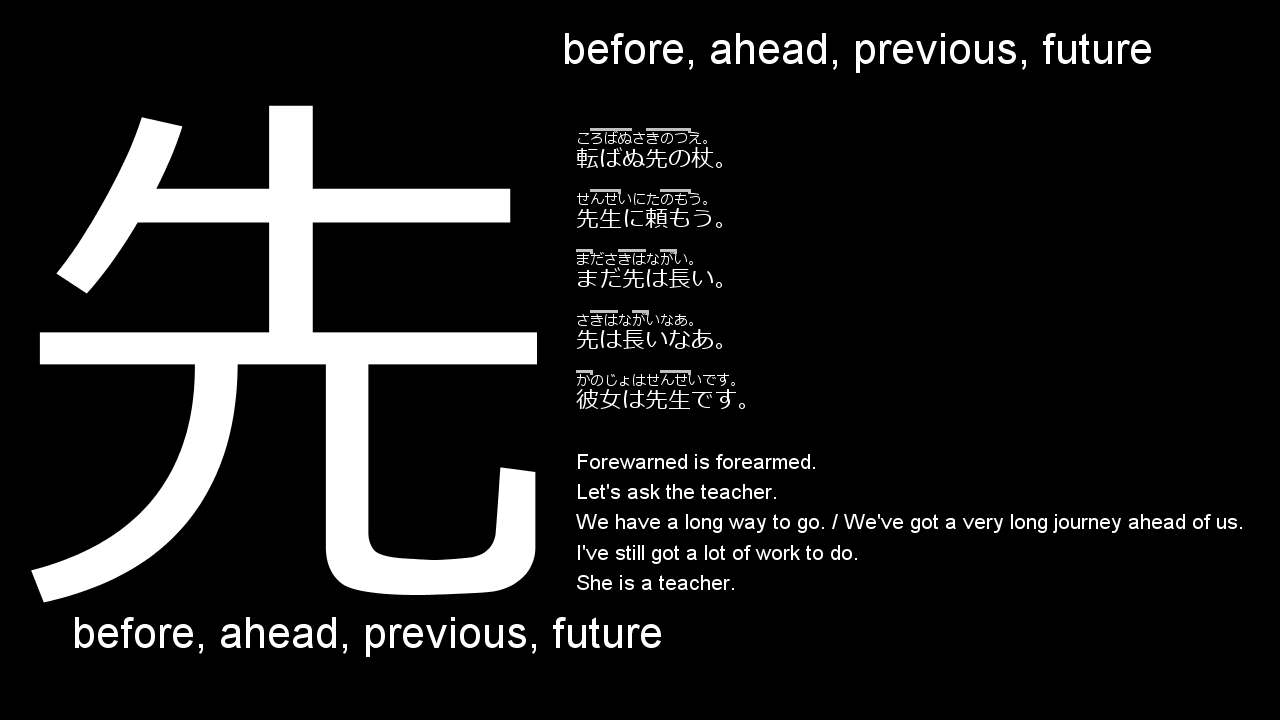 before, ahead, previous, future
先
ころばぬさきのつえ。
転ばぬ先の杖。
せんせいにたのもう。
先生に頼もう。
まださきはながい。
まだ先は長い。
さきはながいなあ。
先は長いなあ。
かのじょはせんせいです。
彼女は先生です。
Forewarned is forearmed.
Let's ask the teacher.
We have a long way to go. / We've got a very long journey ahead of us.
I've still got a lot of work to do.
She is a teacher.
before, ahead, previous, future